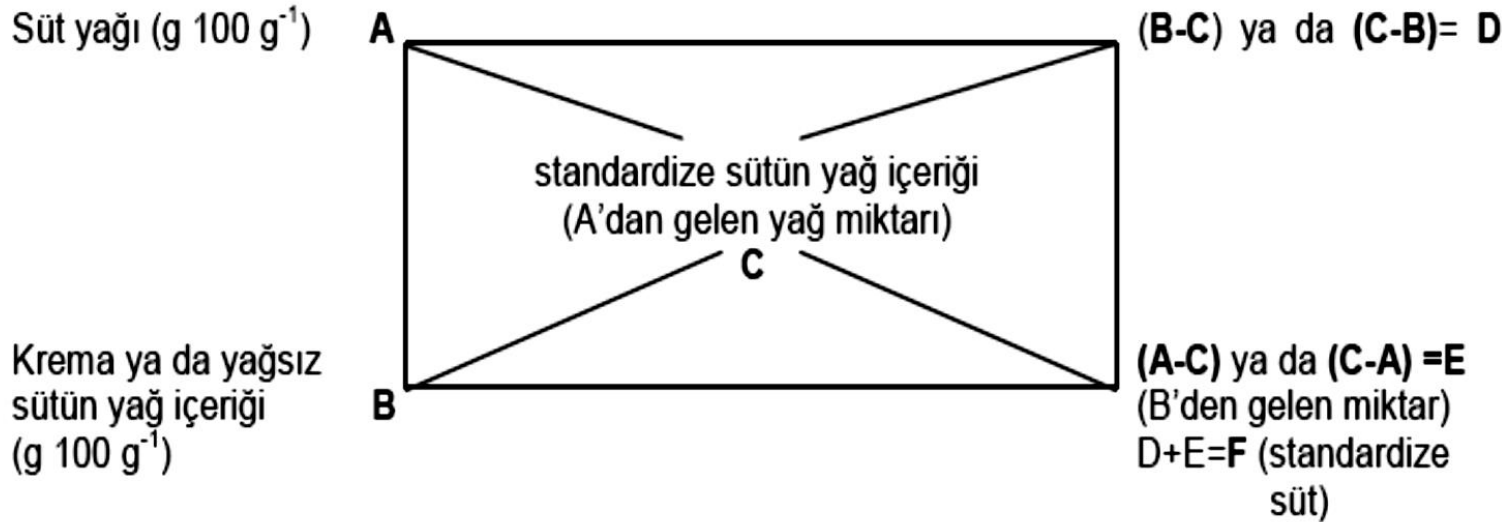 Süt yağı (g 100 g⁻¹)
A
(B-C) ya da (C-B)= D
standardize sütün yağ içeriği
(A'dan gelen yağ miktarı)
C
Krema ya da yağsız
sütün yağ içeriği
(g 100 g⁻¹)
B
(A-C) ya da (C-A) =E
(B'den gelen miktar)
D+E=F (standardize
süt)